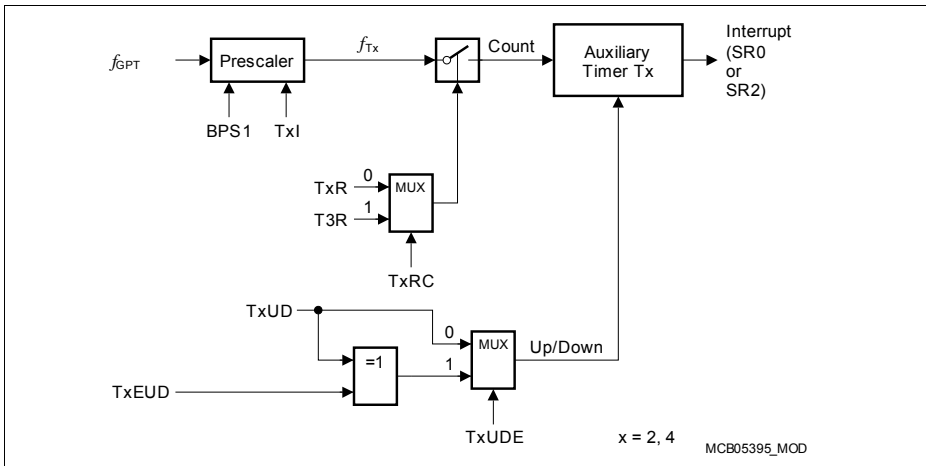 fGPT
Prescaler
fTx
Count
Auxiliary
Timer Tx
Interrupt
(SR0
or
SR2)
BPS1
TxI
TxR
0
MUX
T3R
1
TxRC
TxUD
0
MUX
Up/Down
=1
1
TxEUD
TxUDE
x = 2, 4
MCB05395_MOD